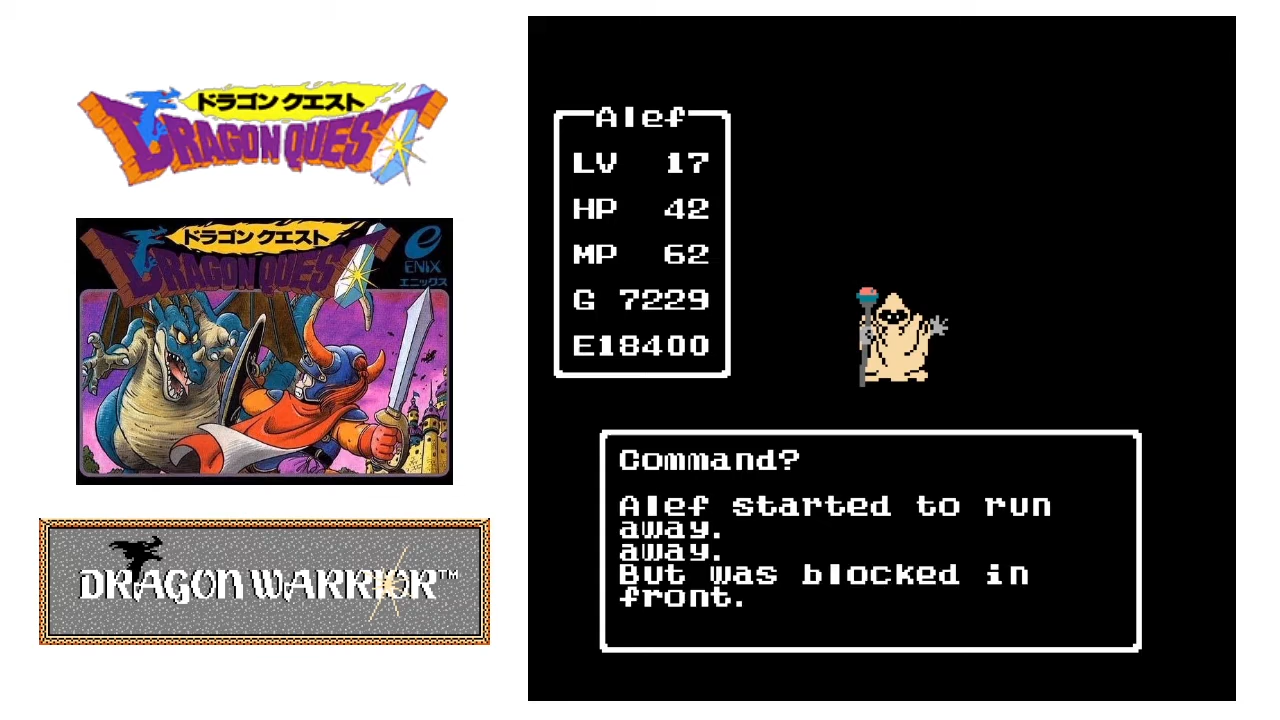 ドラゴンクエスト
DRAGON QUEST
ドラゴンクエスト
DRAGON QUEST
ENIX
エニックス
DRAGON WARRIOR™
Alef
LV 17
HP 42
MP 62
G 7229
E18400
Command?
Alef started to run
away.
away.
But was blocked in
front.